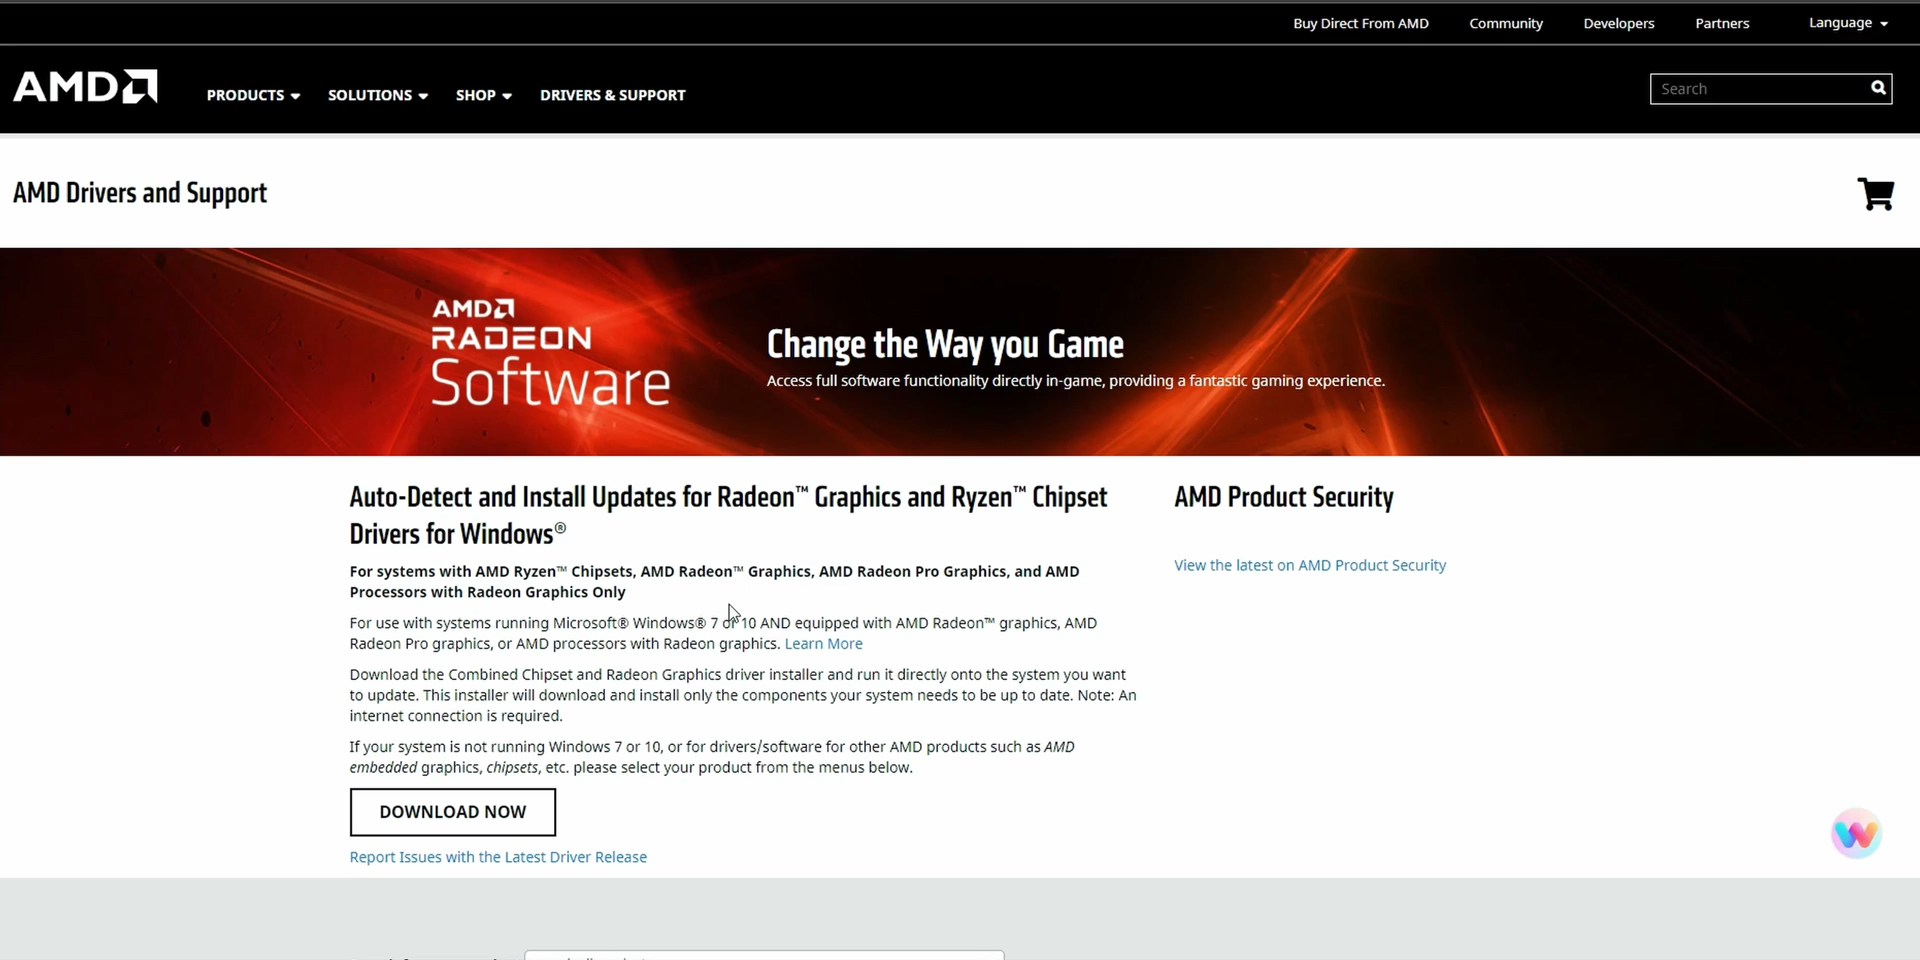 Buy Direct From AMD Community Developers Partners Language
AMD PRODUCTS SOLUTIONS SHOP DRIVERS & SUPPORT Search
AMD Drivers and Support
AMD
RADEON
Software
Change the Way you Game
Access full software functionality directly in-game, providing a fantastic gaming experience.
Auto-Detect and Install Updates for Radeon™ Graphics and Ryzen™ Chipset
Drivers for Windows®
For systems with AMD Ryzen™ Chipsets, AMD Radeon™ Graphics, AMD Radeon Pro Graphics, and AMD
Processors with Radeon Graphics Only
For use with systems running Microsoft® Windows® 7 or 10 AND equipped with AMD Radeon™ graphics, AMD
Radeon Pro graphics, or AMD processors with Radeon graphics. Learn More
Download the Combined Chipset and Radeon Graphics driver installer and run it directly onto the system you want
to update. This installer will download and install only the components your system needs to be up to date. Note: An
internet connection is required.
If your system is not running Windows 7 or 10, or for drivers/software for other AMD products such as AMD
embedded graphics, chipsets, etc. please select your product from the menus below.
DOWNLOAD NOW
Report Issues with the Latest Driver Release
AMD Product Security
View the latest on AMD Product Security
W